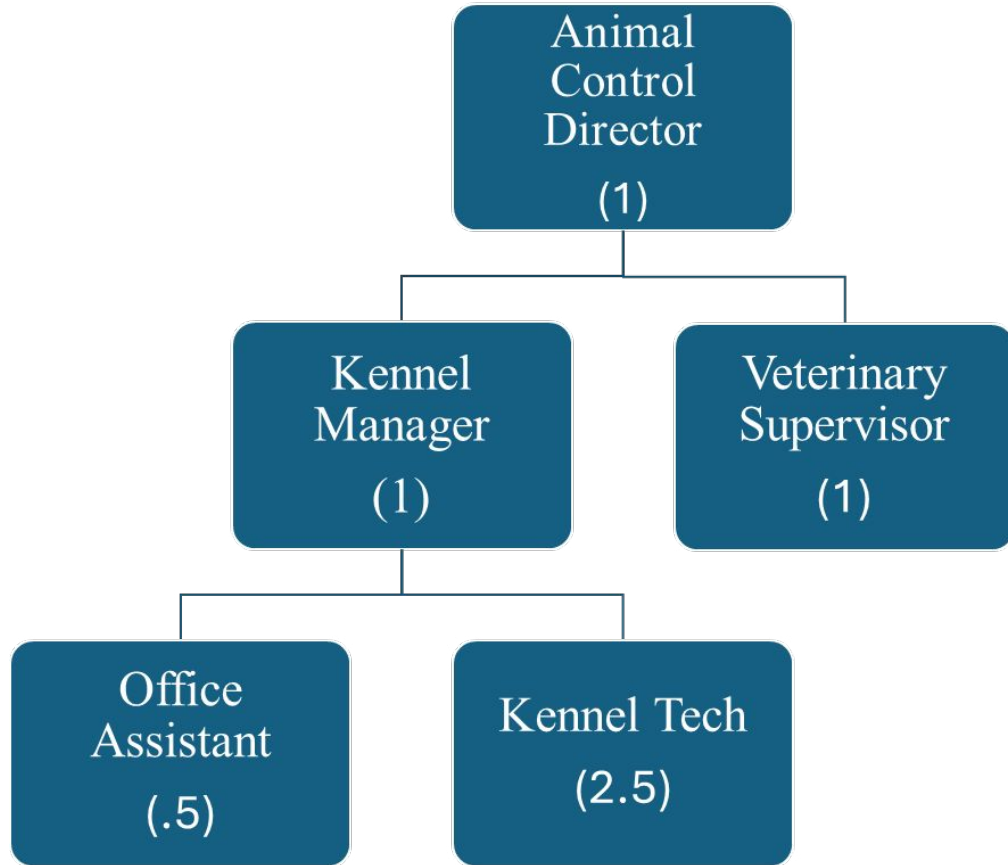 Animal
Control
Director
(1)
Kennel
Manager
(1)
Veterinary
Supervisor
(1)
Office
Assistant
(.5)
Kennel Tech
(2.5)